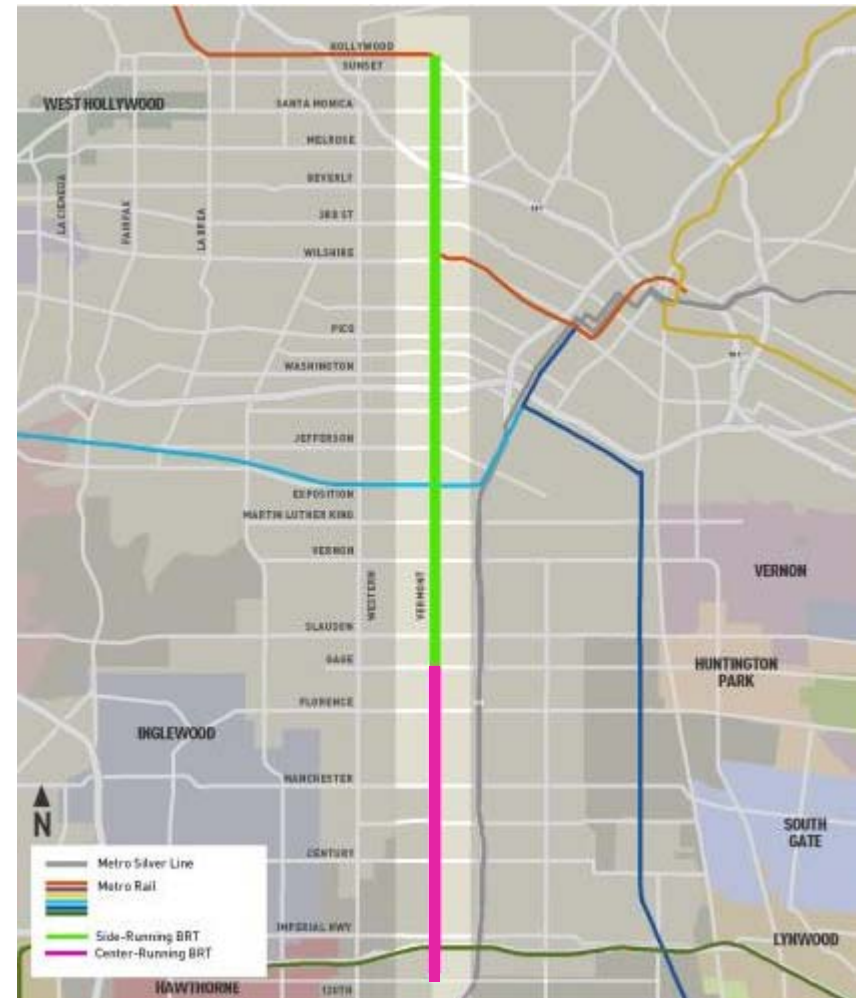 HOLLYWOOD
SUNSET
WEST HOLLYWOOD
SANTA MONICA
MELROSE
BEVERLY
LA CIENEGA
FAIRFAX
LA BREA
3RD ST
WILSHIRE
PICO
WASHINGTON
JEFFERSON
EXPOSITION
MARTIN LUTHER KING
VERNON
WESTERN
VERMONT
VERNON
SLAUSON
GAGE
HUNTINGTON
PARK
FLORENCE
INGLEWOOD
MANCHESTER
N
SOUTH
GATE
CENTURY
Metro Silver Line
Metro Rail
IMPERIAL HWY
Side-Running BRT
LYNWOOD
Center-Running BRT
HAWTHORNE
120TH